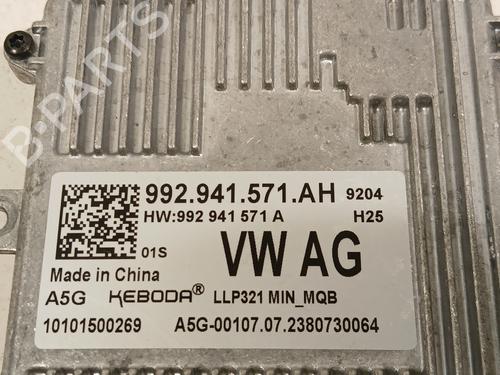 B-PARTS
992.941.571.AH 9204
HW:992 941 571 A H25
01S VW AG
Made in China
A5G KEBODA® LLP321 MIN_MQB
10101500269 A5G-00107.07.2380730064